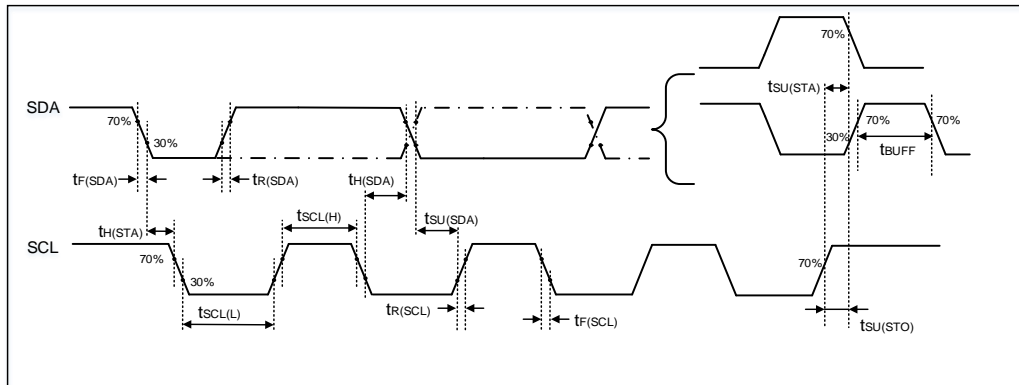 70%
tSU(STA)
SDA
70%
30%
30%
70%
70%
tBUFF
tF(SDA)
tR(SDA)
tH(SDA)
tH(STA)
tSCL(H)
tSU(SDA)
SCL
70%
30%
70%
tSCL(L)
tR(SCL)
tF(SCL)
tSU(STO)